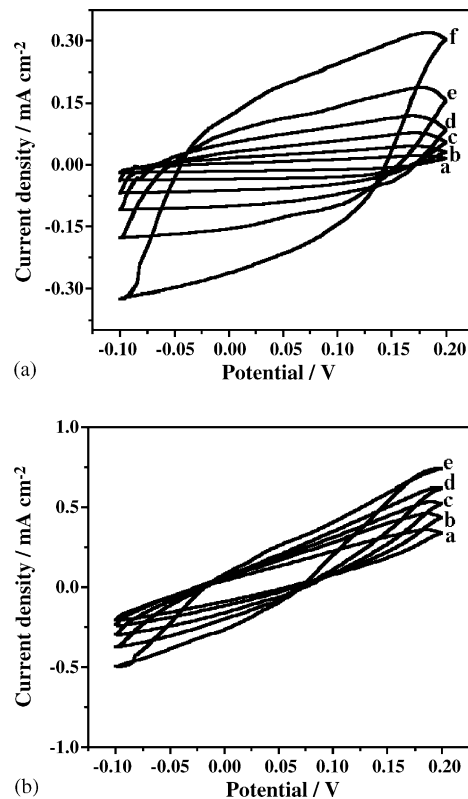 0.30
0.15
0.00
-0.15
-0.30
Current density / mA cm-2
f
e
d
c
b
a
-0.10 -0.05 0.00 0.05 0.10 0.15 0.20
(a)
Potential / V
1.0
0.5
0.0
-0.5
-1.0
Current density / mA cm-2
e
d
c
b
a
-0.10 -0.05 0.00 0.05 0.10 0.15 0.20
(b)
Potential / V